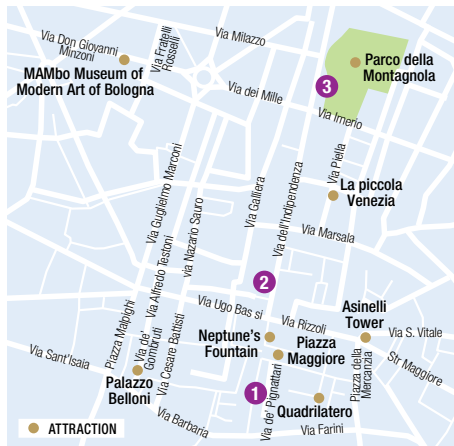 Via Milazzo
Via Don Giovanni
Minzoni
Via Fratelli
Rosselli
MAMbo Museum of
Modern Art of Bologna
Parco della
Montagnola
3
Via dei Mille
Via Irnerio
Via Piella
La piccola
Venezia
Via Guglielmo Marconi
Via Galliera
Via dell'Indipendenza
via Nazario Sauro
Via Alfredo Testoni
Via Marsala
2
Via Ugo Bas si
Via Rizzoli
Asinelli
Tower
Via S. Vitale
Neptune's
Fountain
Piazza
Maggiore
Piazza Malpighi
Via de'
Gombruti
Via Cesare Battisti
Via Sant'Isaia
Palazzo
Belloni
Piazza della
Mercanzia
Str Maggiore
1
Via de' Pignattari
Quadrilatero
Via Barbaria
Via Farini
ATTRACTION